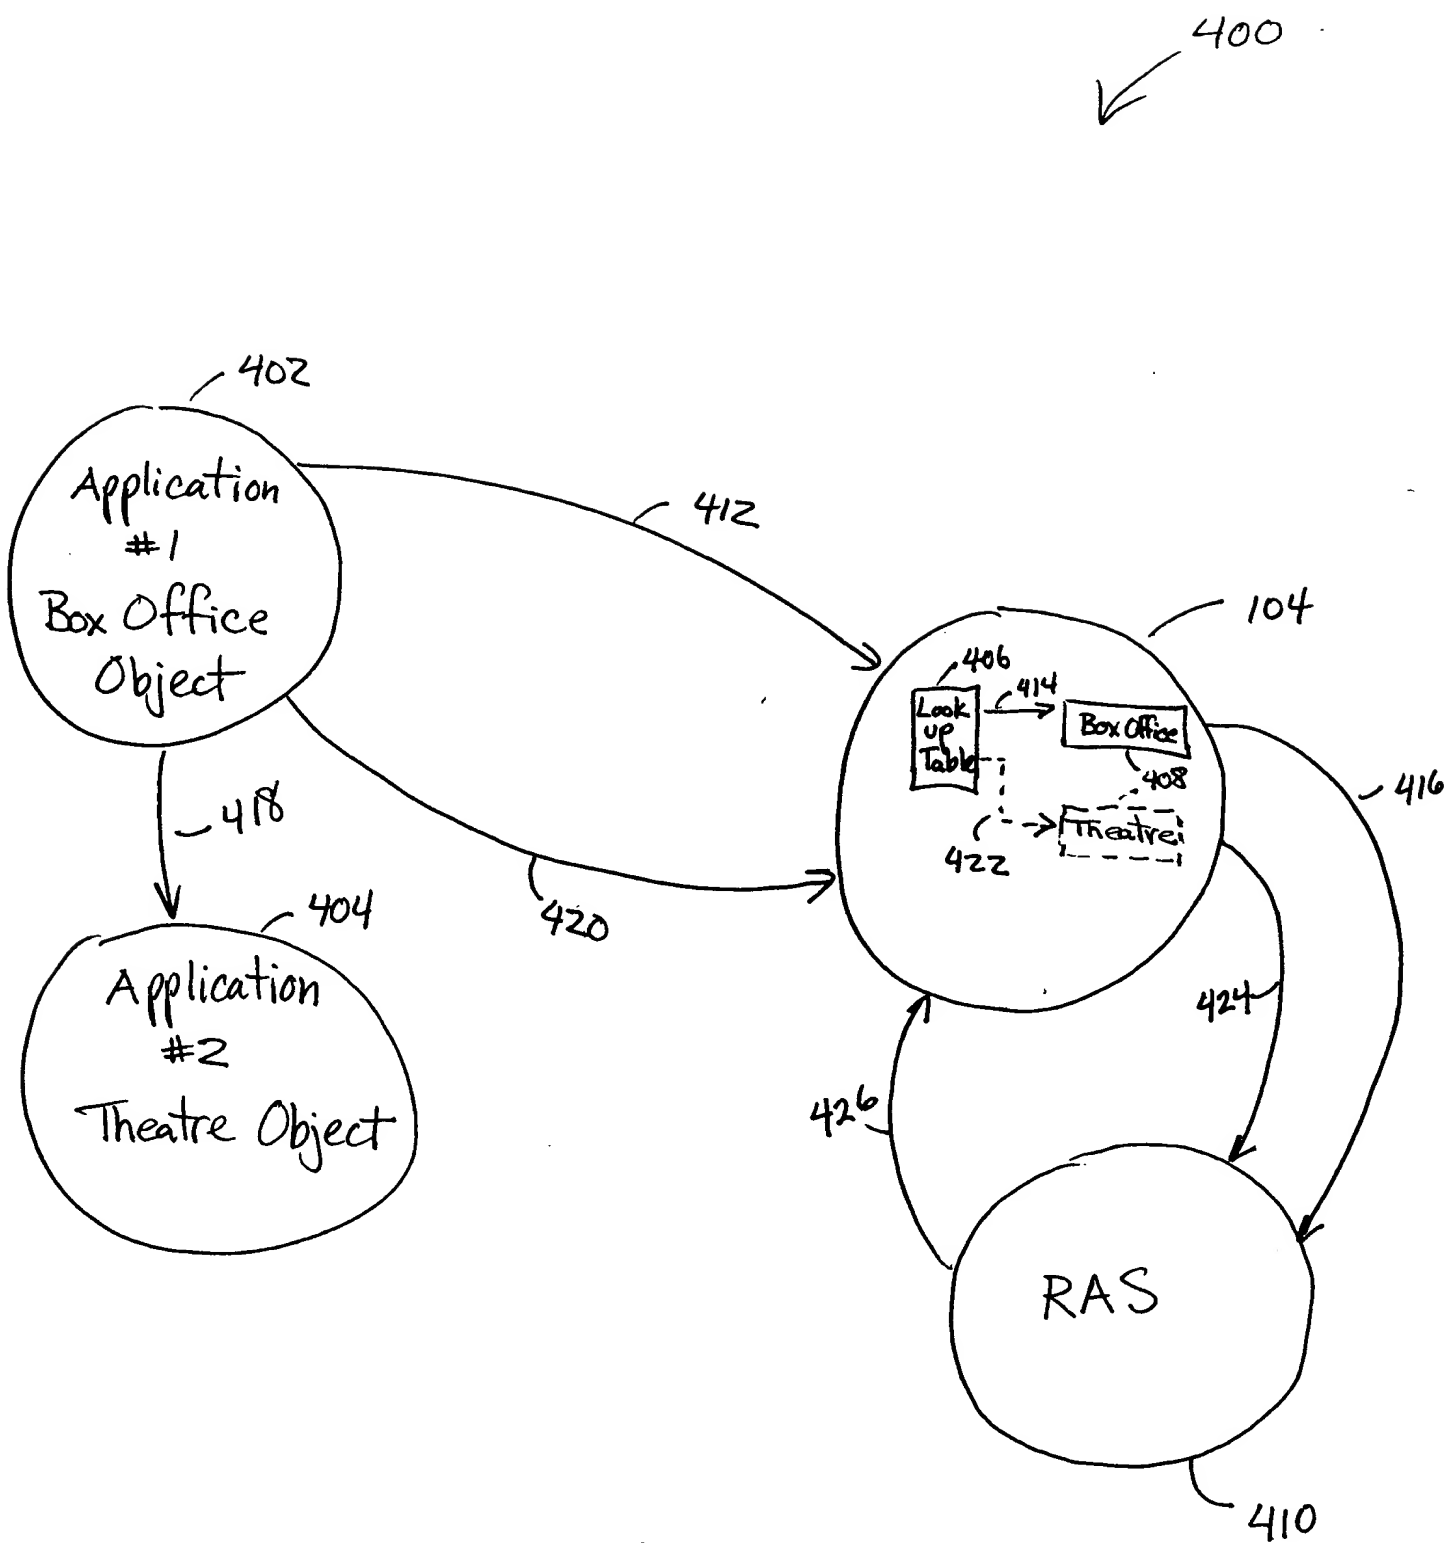 400
402
Application
#1
Box Office
Object
412
104
406
414
Look
up
Table
Box Office
408
Theatre
422
416
418
420
404
Application
#2
Theatre Object
424
426
RAS
410